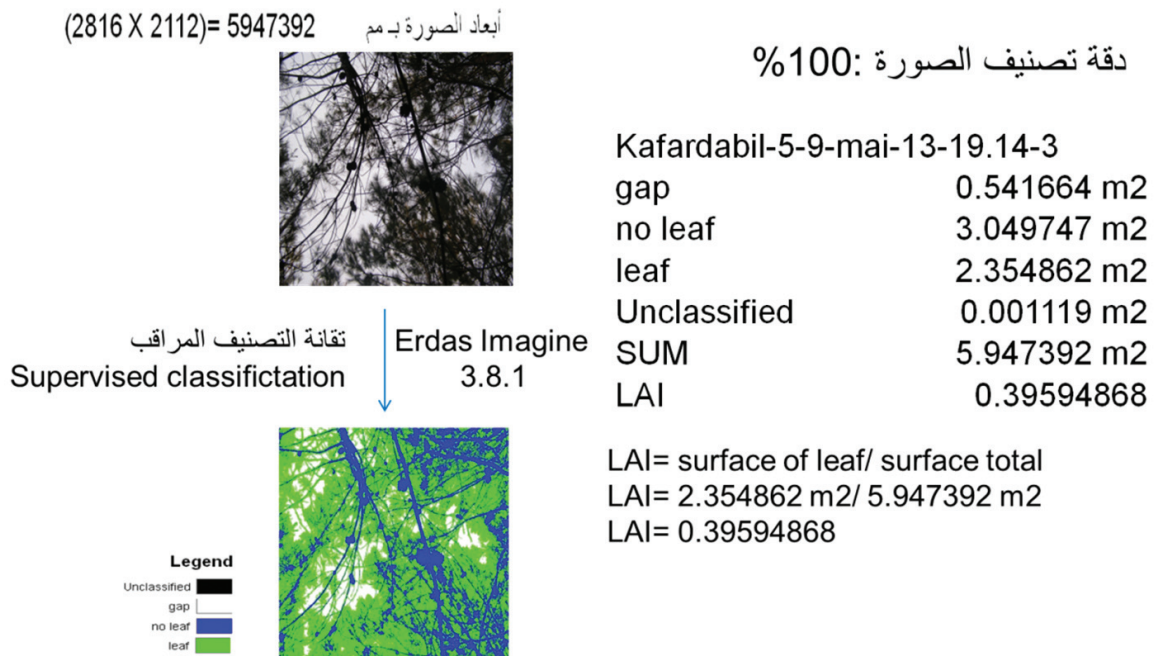 أبعاد الصورة بـ مم (2816 X 2112)= 5947392
دقة تصنيف الصورة :100%
Kafardabil-5-9-mai-13-19.14-3
gap 0.541664 m2
no leaf 3.049747 m2
leaf 2.354862 m2
Unclassified 0.001119 m2
SUM 5.947392 m2
LAI 0.39594868
تقانة التصنيف المراقب
Supervised classifictation
Erdas Imagine
3.8.1
LAI= surface of leaf/ surface total
LAI= 2.354862 m2/ 5.947392 m2
LAI= 0.39594868
Legend
Unclassified
gap
no leaf
leaf